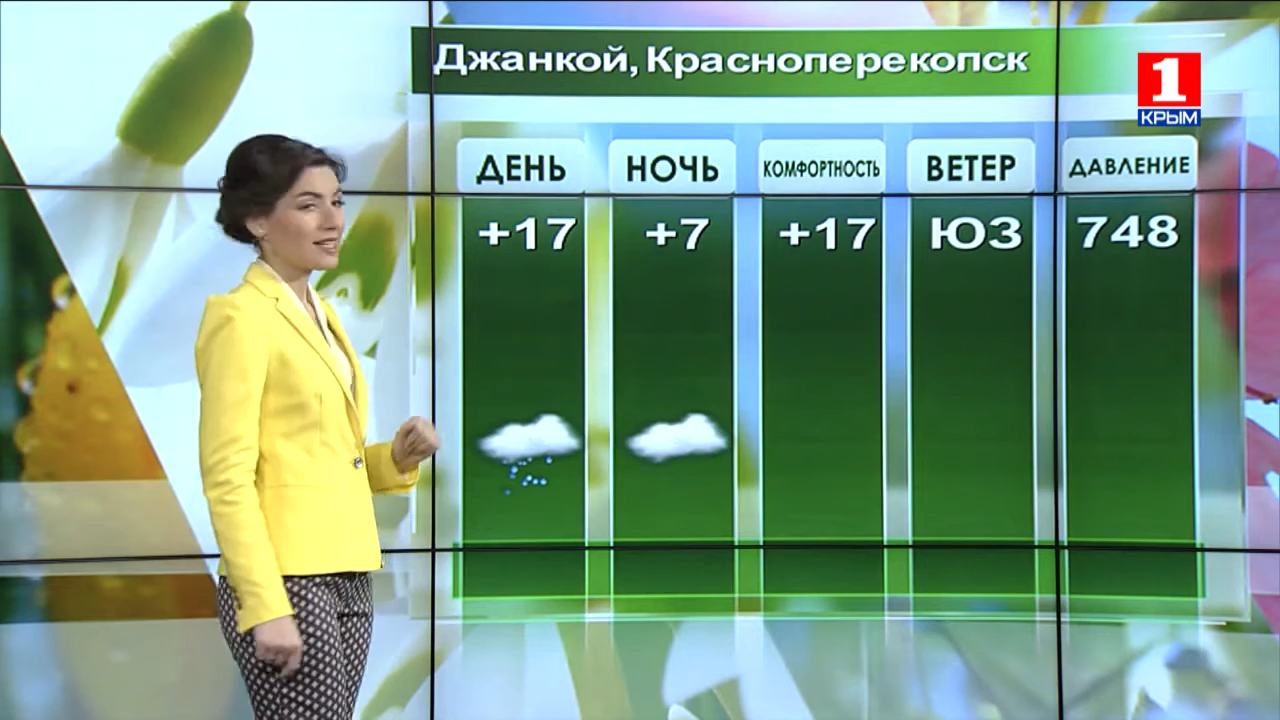 Джанкой, Красноперекопск
1
КРЫМ
ДЕНЬ НОЧЬ КОМФОРТНОСТЬ ВЕТЕР ДАВЛЕНИЕ
+17 +7 +17 ЮЗ 748